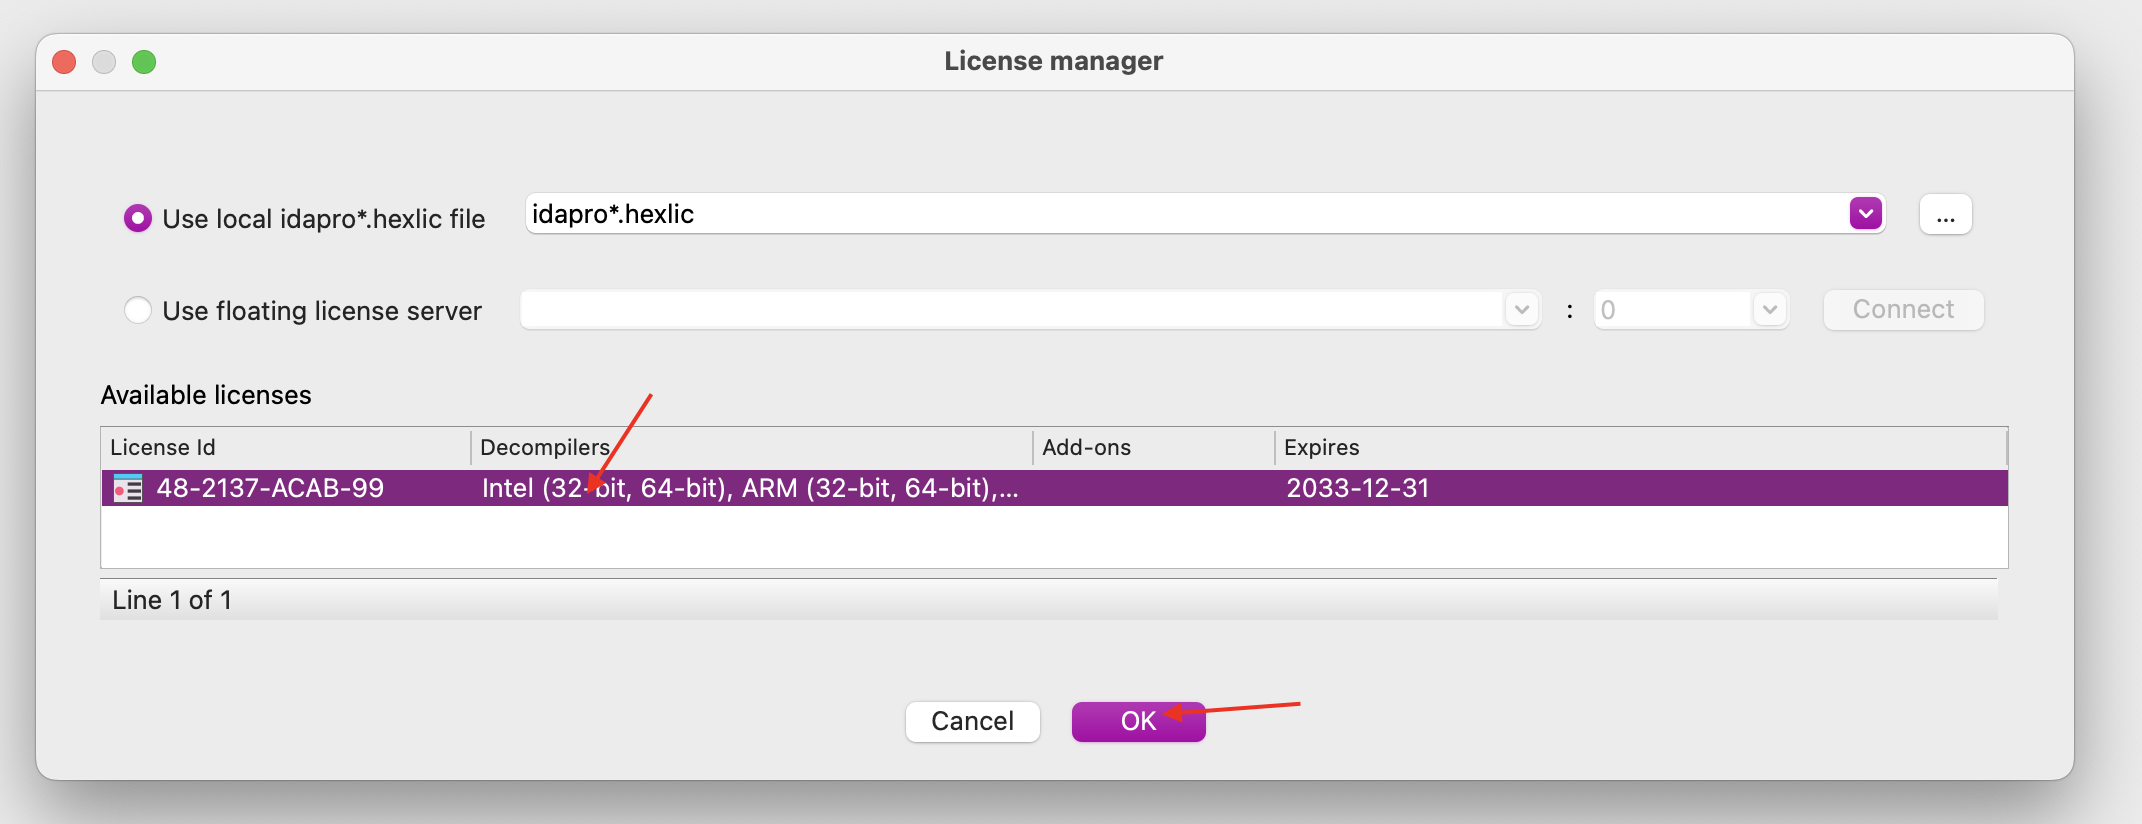 License manager
Use local idapro*.hexlic file idapro*.hexlic ...
Use floating license server : 0 Connect
Available licenses
License Id Decompilers Add-ons Expires
48-2137-ACAB-99 Intel (32-bit, 64-bit), ARM (32-bit, 64-bit),... 2033-12-31
Line 1 of 1
Cancel OK